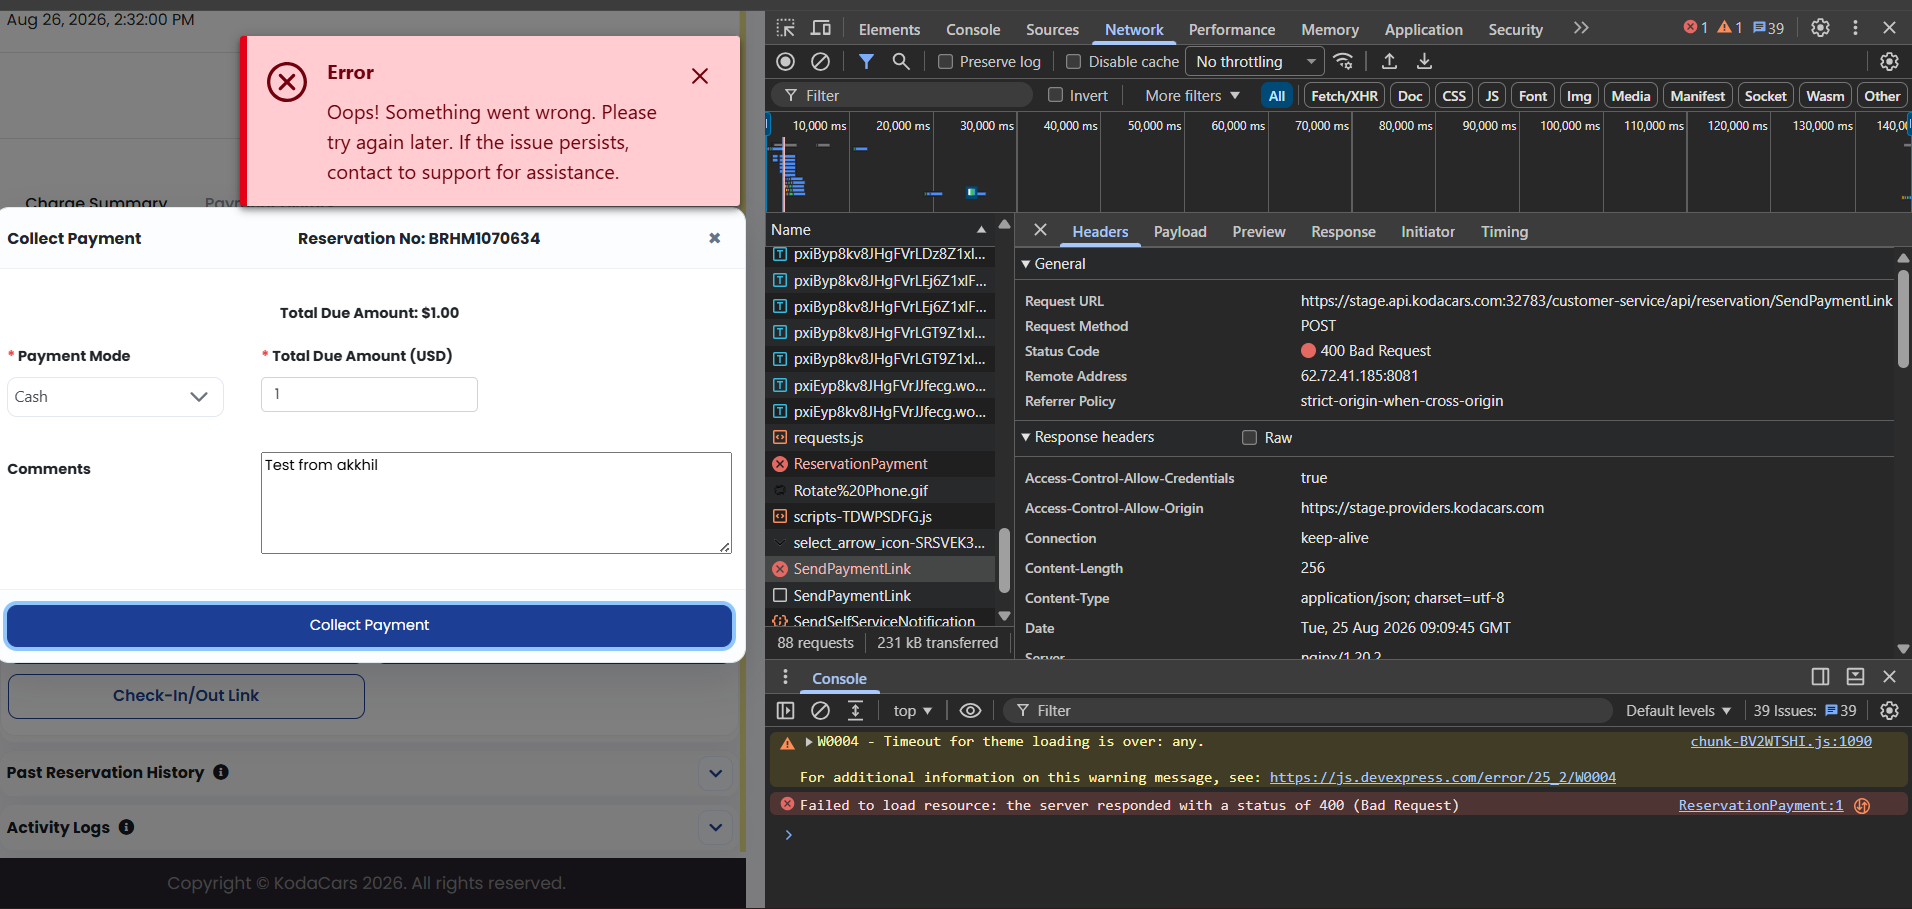 Aug 26, 2026, 2:32:00 PM
Error
Oops! Something went wrong. Please
try again later. If the issue persists,
contact to support for assistance.
Charge Summary
Collect Payment
Reservation No: BRHM1070634
Total Due Amount: $1.00
* Payment Mode
* Total Due Amount (USD)
Cash
1
Comments
Test from akkhil
Collect Payment
Check-In/Out Link
Past Reservation History
Activity Logs
Copyright © KodaCars 2026. All rights reserved.
Elements Console Sources Network Performance Memory Application Security 1 1 39
Preserve log Disable cache No throttling
Filter Invert More filters All Fetch/XHR Doc CSS JS Font Img Media Manifest Socket Wasm Other
10,000 ms 20,000 ms 30,000 ms 40,000 ms 50,000 ms 60,000 ms 70,000 ms 80,000 ms 90,000 ms 100,000 ms 110,000 ms 120,000 ms 130,000 ms
Name
pxiByp8kv8JHgFVrLDz8Z1xl...
pxiByp8kv8JHgFVrLEj6Z1xlF...
pxiByp8kv8JHgFVrLEj6Z1xlF...
pxiByp8kv8JHgFVrLGT9Z1xl...
pxiByp8kv8JHgFVrLGT9Z1xl...
pxiEyp8kv8JHgFVrJJfecg.wo...
pxiEyp8kv8JHgFVrJJfecg.wo...
requests.js
ReservationPayment
Rotate%20Phone.gif
scripts-TDWPSDFG.js
select_arrow_icon-SRSVEK3...
SendPaymentLink
SendPaymentLink
SendSelfServiceNotification
88 requests 231 kB transferred
Headers Payload Preview Response Initiator Timing
General
Request URL https://stage.api.kodacars.com:32783/customer-service/api/reservation/SendPaymentLink
Request Method POST
Status Code 400 Bad Request
Remote Address 62.72.41.185:8081
Referrer Policy strict-origin-when-cross-origin
Response headers Raw
Access-Control-Allow-Credentials true
Access-Control-Allow-Origin https://stage.providers.kodacars.com
Connection keep-alive
Content-Length 256
Content-Type application/json; charset=utf-8
Date Tue, 25 Aug 2026 09:09:45 GMT
Server nginx/1.20.2
Console
top Filter Default levels 39 Issues: 39
W0004 - Timeout for theme loading is over: any. chunk-BV2WTSHI.js:1090
For additional information on this warning message, see: https://js.devexpress.com/error/25_2/W0004
Failed to load resource: the server responded with a status of 400 (Bad Request) ReservationPayment:1